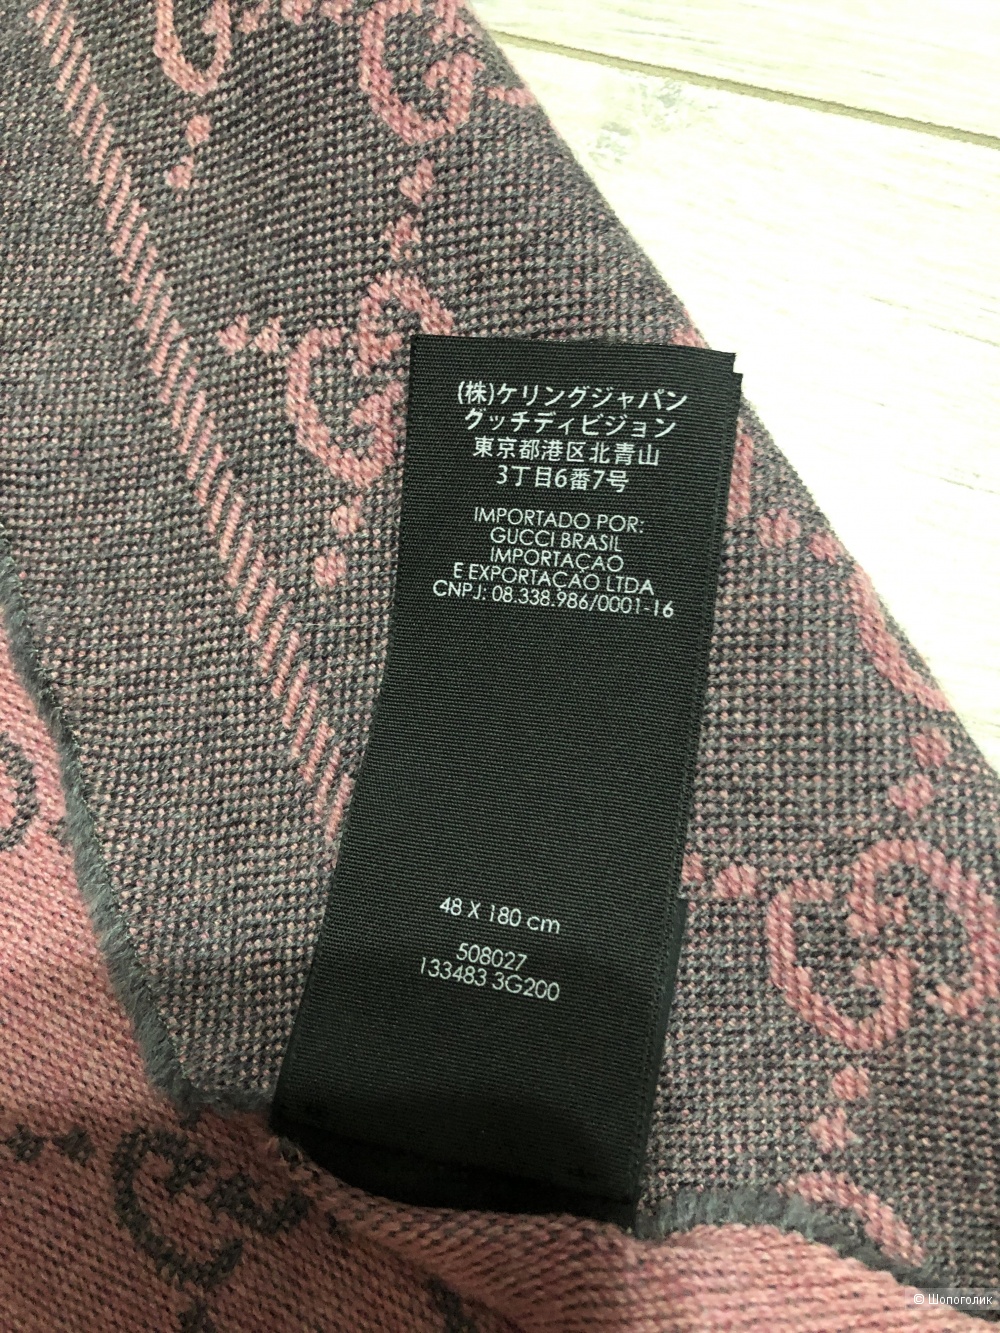 (株)ケリングジャパン
グッチディビジョン
東京都港区北青山
3丁目6番7号
IMPORTADO POR:
GUCCI BRASIL
IMPORTAÇAO
E EXPORTAÇAO LTDA
CNPJ: 08.338.986/0001-16
48 X 180 cm
508027
133483 3G200
© Шопоголик